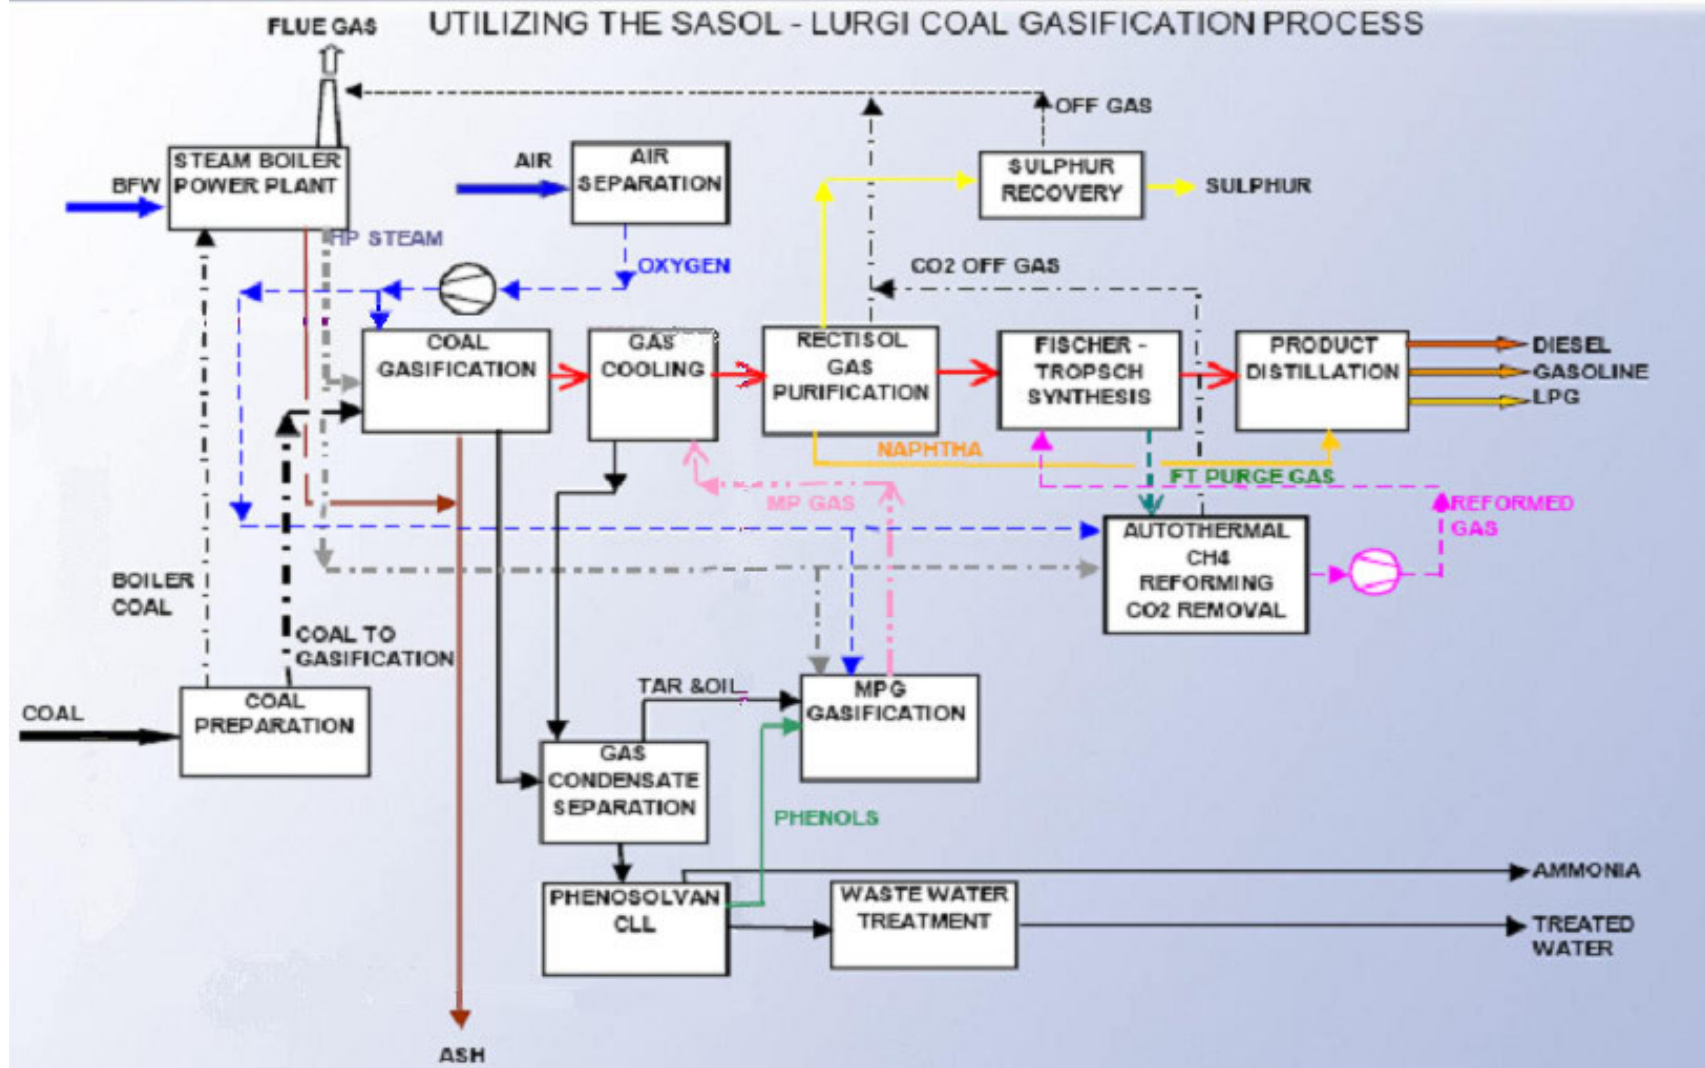 UTILIZING THE SASOL - LURGI COAL GASIFICATION PROCESS
FLUE GAS
OFF GAS
STEAM BOILER
POWER PLANT
BFW
AIR
AIR
SEPARATION
SULPHUR
RECOVERY
SULPHUR
HP STEAM
OXYGEN
CO2 OFF GAS
COAL
GASIFICATION
GAS
COOLING
RECTISOL
GAS
PURIFICATION
FISCHER -
TROPSCH
SYNTHESIS
PRODUCT
DISTILLATION
DIESEL
GASOLINE
LPG
NAPHTHA
FT PURGE GAS
MP GAS
REFORMED
GAS
AUTOTHERMAL
CH4
REFORMING
CO2 REMOVAL
BOILER
COAL
COAL TO
GASIFICATION
COAL
COAL
PREPARATION
TAR &OIL
MPG
GASIFICATION
GAS
CONDENSATE
SEPARATION
PHENOLS
PHENOSOLVAN
CLL
WASTE WATER
TREATMENT
AMMONIA
TREATED
WATER
ASH